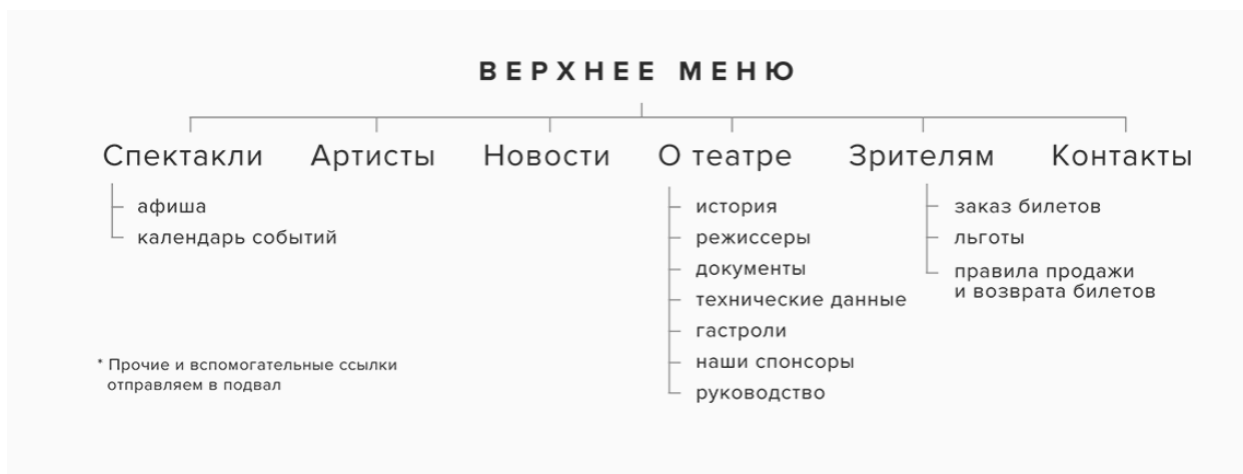 ВЕРХНЕЕ МЕНЮ
Спектакли
афиша
календарь событий
Артисты
Новости
О театре
история
режиссеры
документы
технические данные
гастроли
наши спонсоры
руководство
Зрителям
заказ билетов
льготы
правила продажи
и возврата билетов
Контакты
* Прочие и вспомогательные ссылки
отправляем в подвал